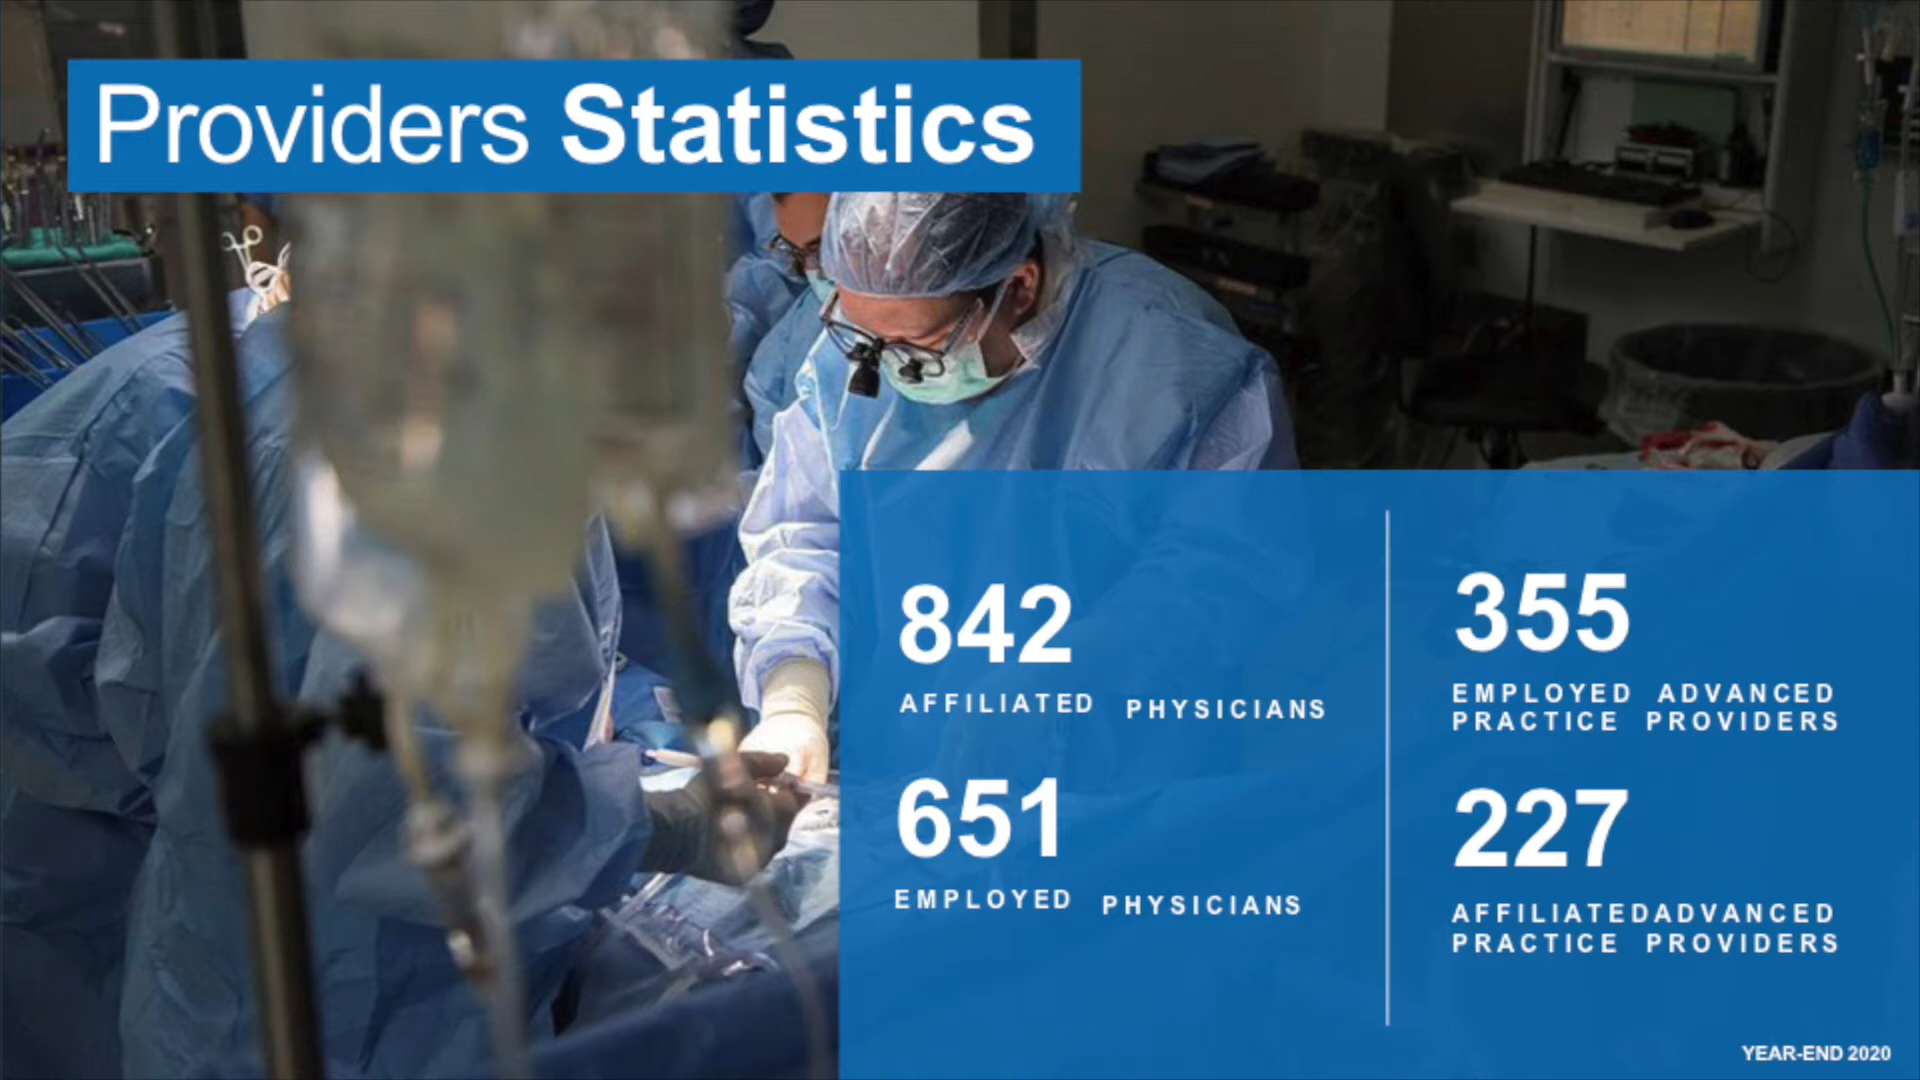 Providers Statistics
842
AFFILIATED PHYSICIANS
651
EMPLOYED PHYSICIANS
355
EMPLOYED ADVANCED
PRACTICE PROVIDERS
227
AFFILIATEDADVANCED
PRACTICE PROVIDERS
YEAR-END 2020